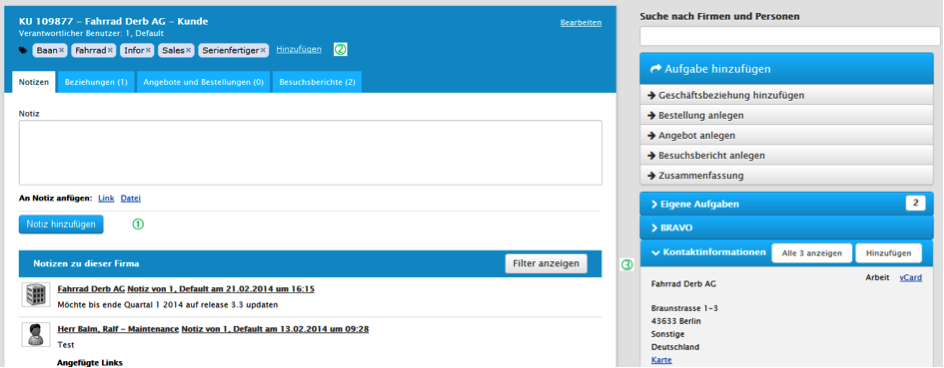 KU 109877 – Fahrrad Derb AG – Kunde
Bearbeiten
Verantwortlicher Benutzer: 1, Default
Baan× Fahrrad× Infor× Sales× Serienfertiger× Hinzufügen ②
Notizen Beziehungen (1) Angebote und Bestellungen (0) Besuchsberichte (2)
Notiz
An Notiz anfügen: Link Datei
Notiz hinzufügen ①
Notizen zu dieser Firma Filter anzeigen
Fahrrad Derb AG Notiz von 1, Default am 21.02.2014 um 16:15
Möchte bis ende Quartal 1 2014 auf release 3.3 updaten
Herr Balm, Ralf – Maintenance Notiz von 1, Default am 13.02.2014 um 09:28
Test
Angefügte Links
Suche nach Firmen und Personen
Aufgabe hinzufügen
Geschäftsbeziehung hinzufügen
Bestellung anlegen
Angebot anlegen
Besuchsbericht anlegen
Zusammenfassung
Eigene Aufgaben 2
BRAVO
③ Kontaktinformationen Alle 3 anzeigen Hinzufügen
Arbeit vCard
Fahrrad Derb AG
Braunstrasse 1–3
43633 Berlin
Sonstige
Deutschland
Karte